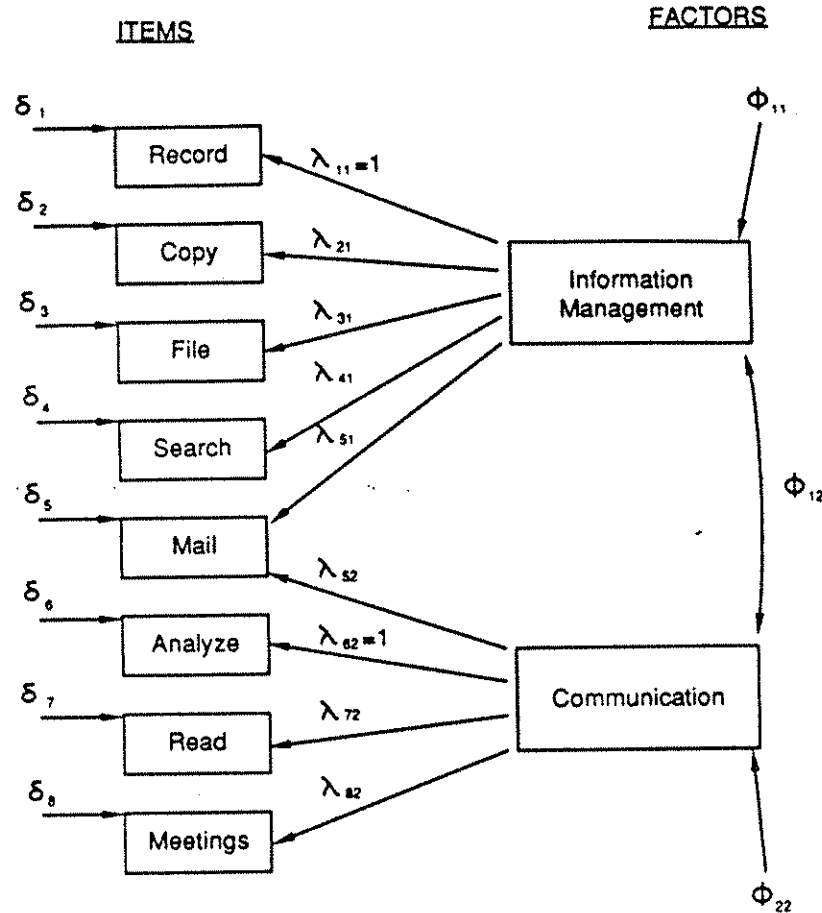 ITEMS
FACTORS
δ₁
Record
λ₁₁=1
ϕ₁₁
δ₂
Copy
λ₂₁
Information
Management
δ₃
File
λ₃₁
δ₄
Search
λ₄₁
λ₅₁
δ₅
Mail
ϕ₁₂
λ₅₂
δ₆
Analyze
λ₆₂=1
Communication
δ₇
Read
λ₇₂
δ₈
Meetings
λ₈₂
ϕ₂₂